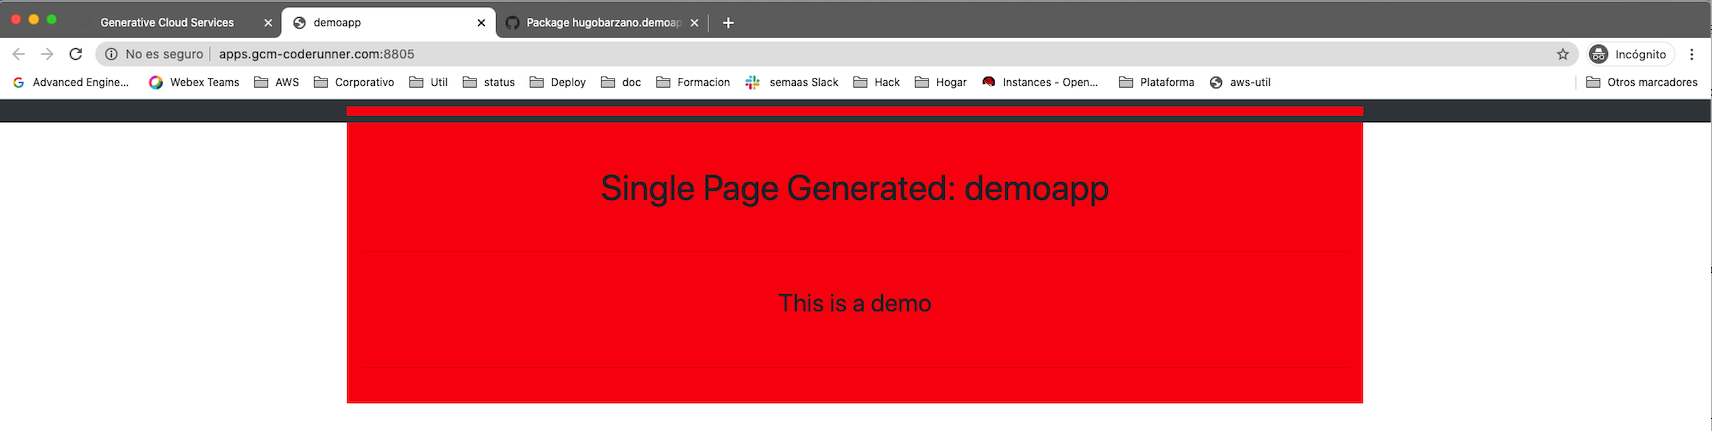 Generative Cloud Services
demoapp
Package hugobarzano.demoap
No es seguro | apps.gcm-coderunner.com:8805
Incógnito
Advanced Engine... Webex Teams AWS Corporativo Util status Deploy doc Formacion semaas Slack Hack Hogar Instances - Open... Plataforma aws-util Otros marcadores
Single Page Generated: demoapp
This is a demo